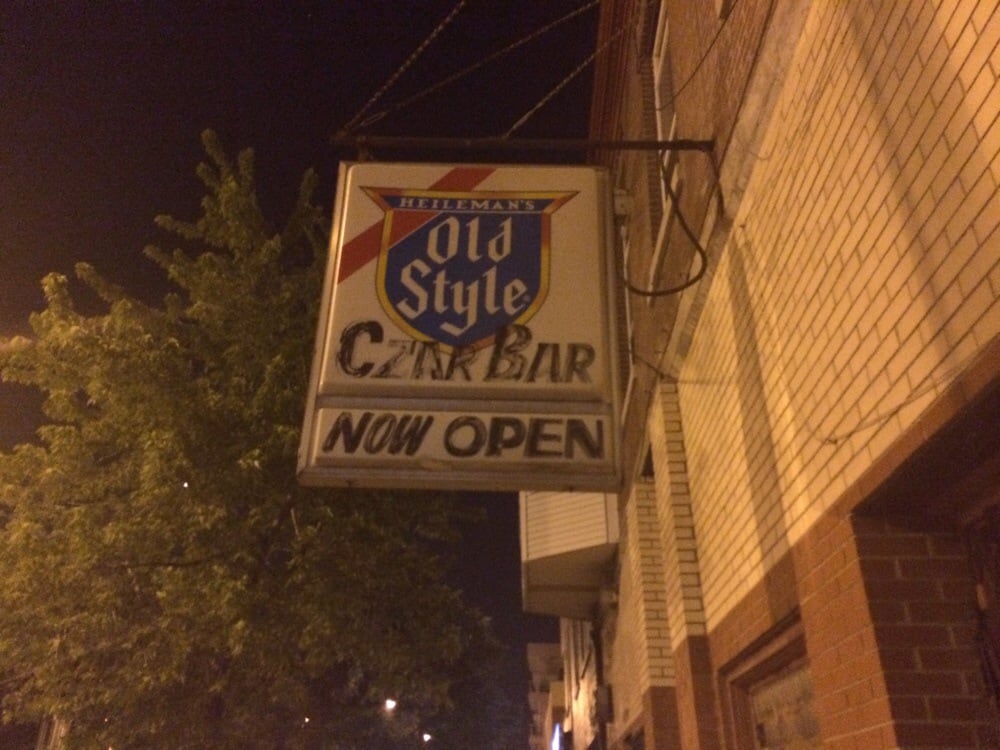 HEILEMAN'S
Old
Style
CZAR BAR
NOW OPEN